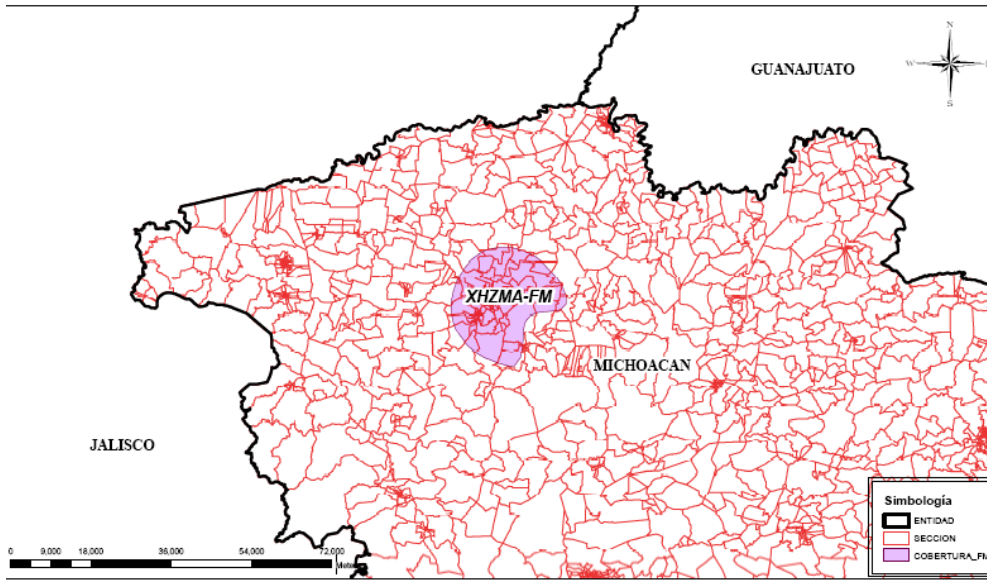 N
GUANAJUATO
W
S
XHZMA-FM
MICHOACAN
JALISCO
Simbología
ENTIDAD
SECCION
COBERTURA_FM
0 9,000 18,000 36,000 54,000 72,000